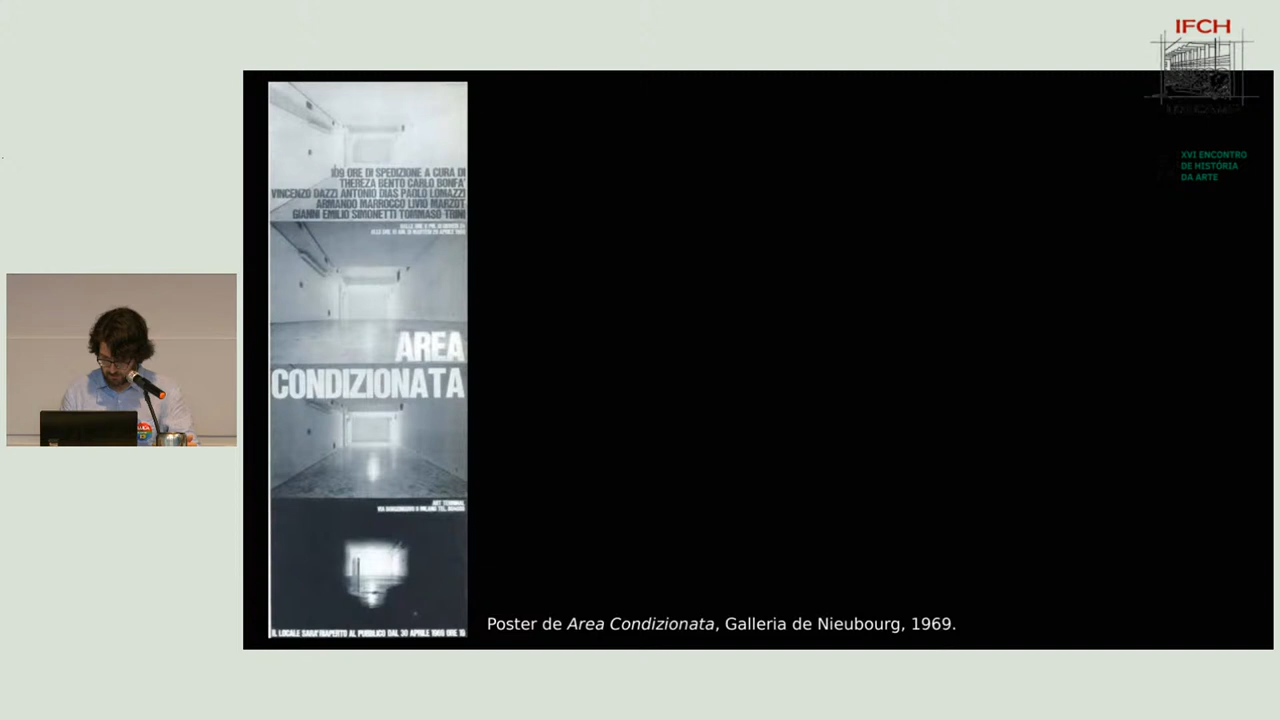 IFCH
XVI ENCONTRO
DE HISTÓRIA
DA ARTE
109 ORE DI SPEDIZIONE A CURA DI
THEREZA BENTO CARLO BONFA'
VINCENZO DAZZI ANTONIO DIAS PAOLO LOMAZZI
ARMANDO MARROCCO LIVIO MARZOT
GIANNI EMILIO SIMONETTI TOMMASO TRINI
AREA
CONDIZIONATA
ART TERMINAL
IL LOCALE SARA' RIAPERTO AL PUBBLICO DAL 30 APRILE 1969 ORE
Poster de Area Condizionata, Galleria de Nieubourg, 1969.